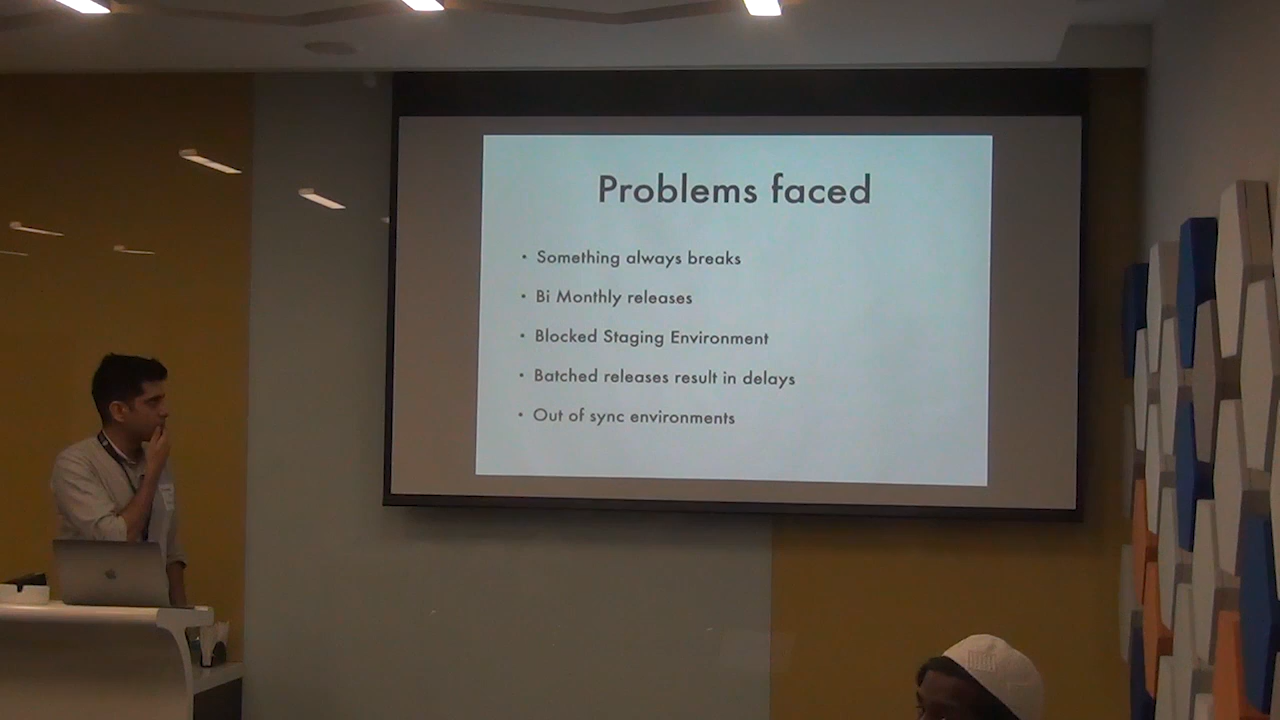 Problems faced
• Something always breaks
• Bi Monthly releases
• Blocked Staging Environment
• Batched releases result in delays
• Out of sync environments